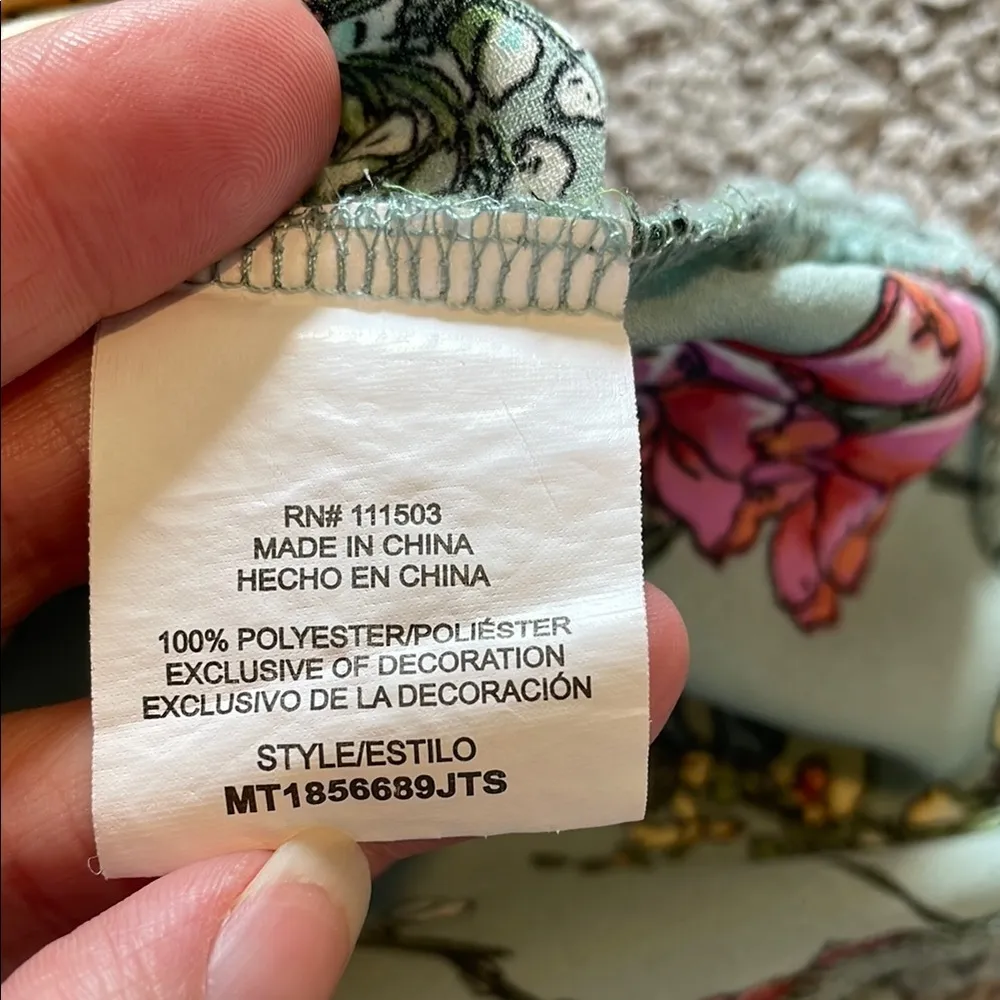 RN# 111503
MADE IN CHINA
HECHO EN CHINA
100% POLYESTER/POLIÉSTER
EXCLUSIVE OF DECORATION
EXCLUSIVO DE LA DECORACIÓN
STYLE/ESTILO
MT1856689JTS